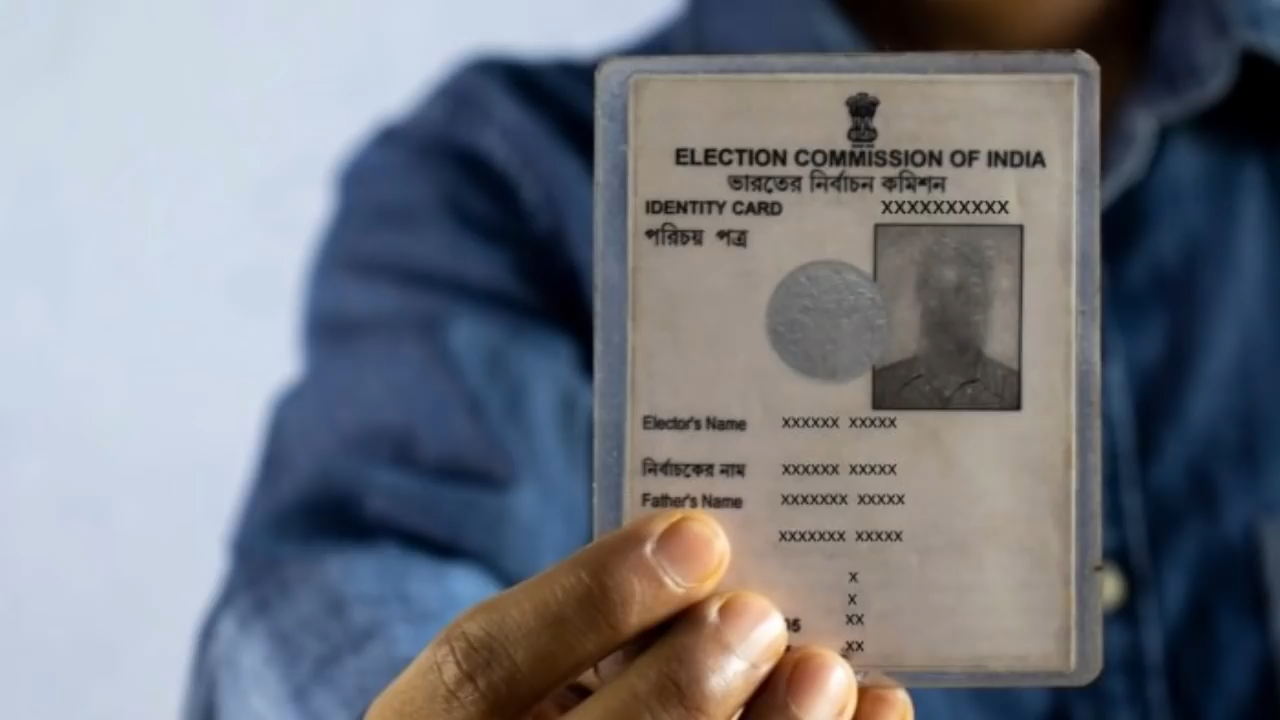 ELECTION COMMISSION OF INDIA
ভারতের নির্বাচন কমিশন
IDENTITY CARD XXXXXXXXXX
পরিচয় পত্র
Elector's Name XXXXXX XXXXX
নির্বাচকের নাম XXXXXX XXXXX
Father's Name XXXXXXX XXXXX
XXXXXXX XXXXX
X
X
XX
XX